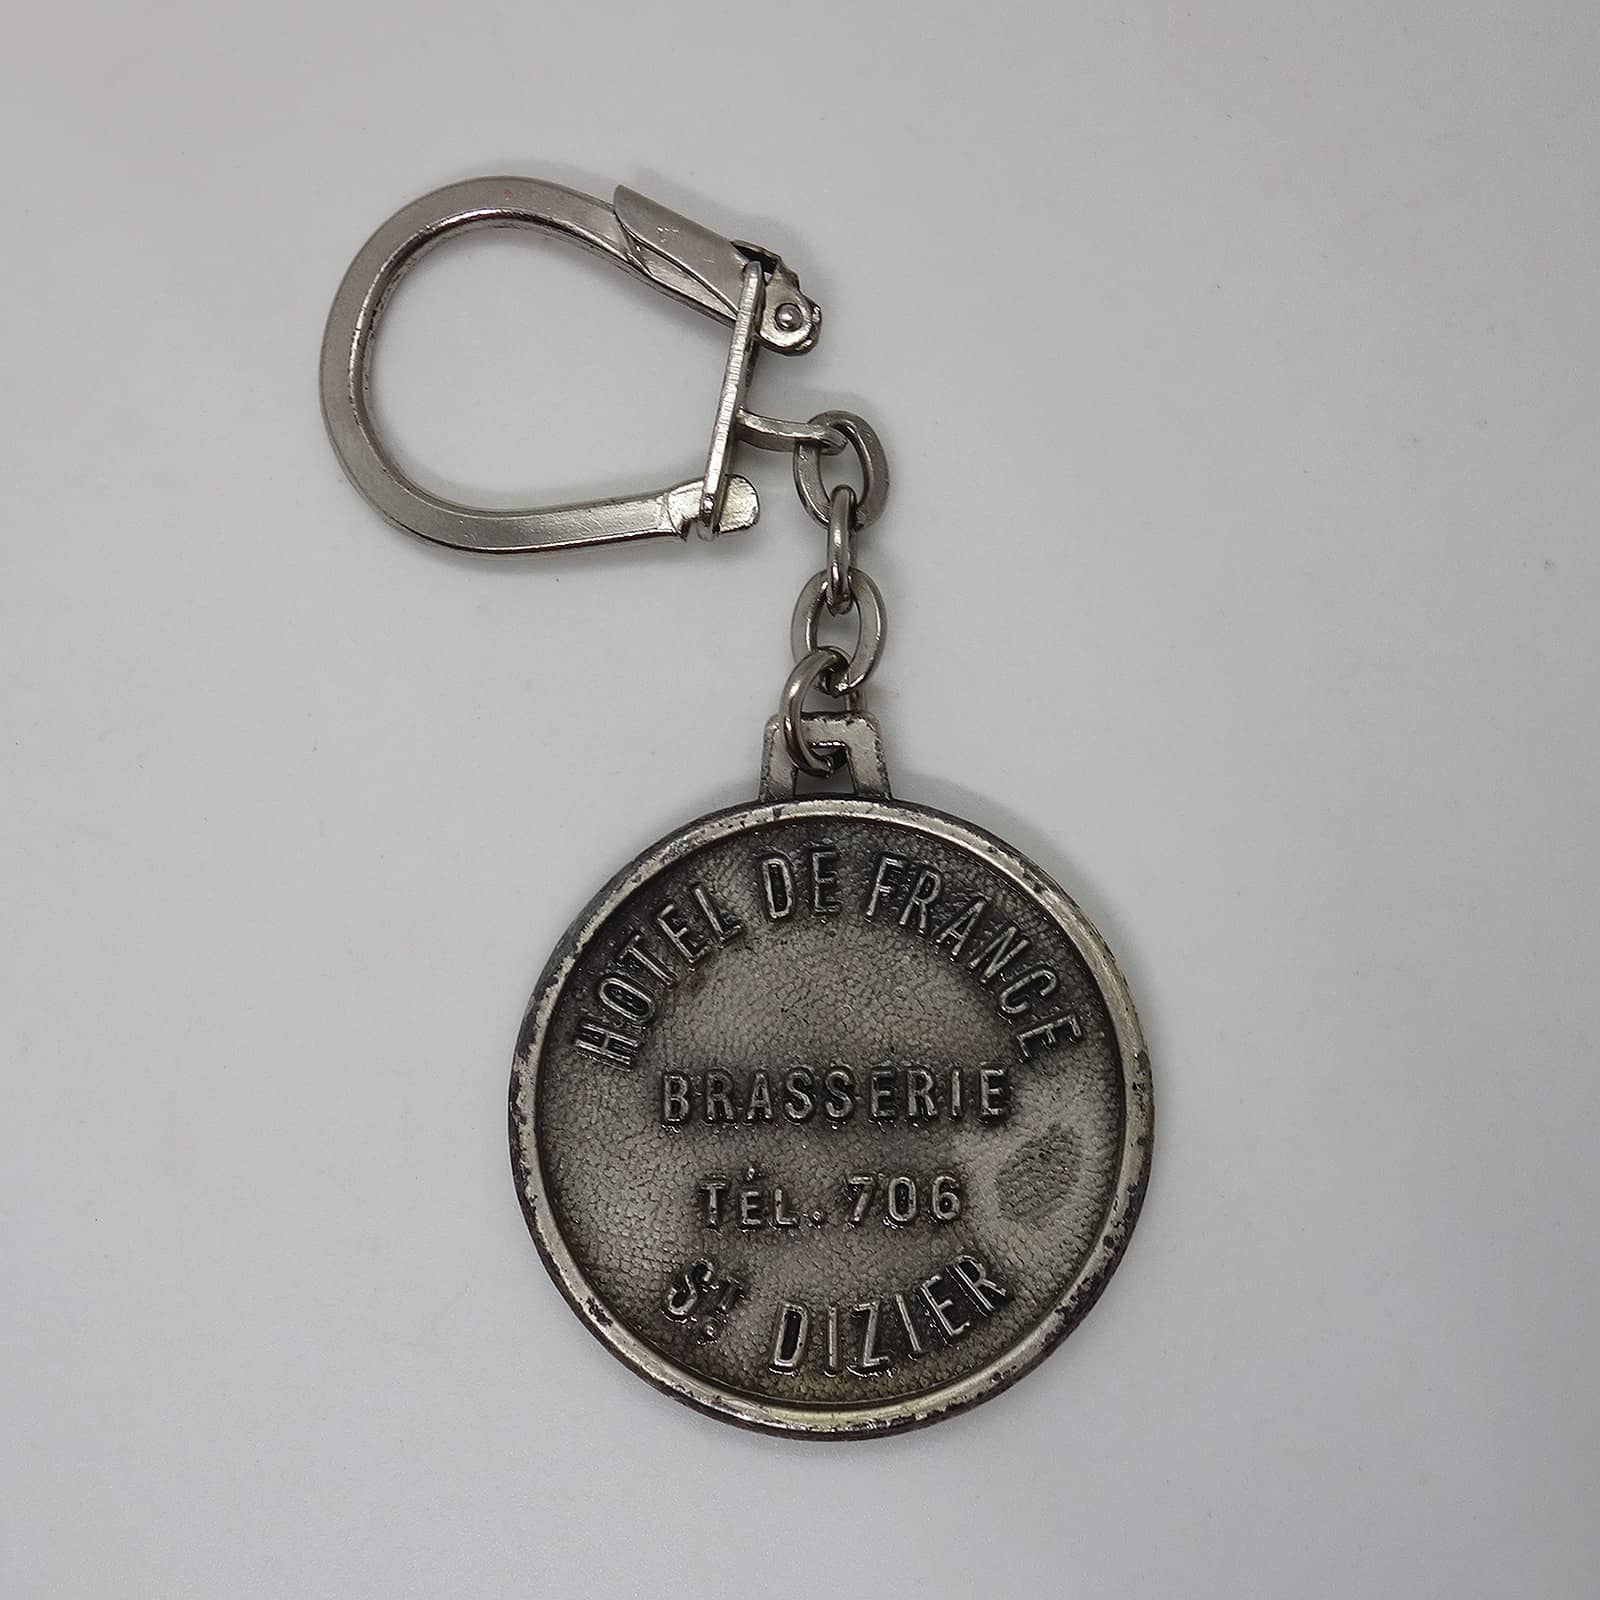 HOTEL DE FRANCE
BRASSERIE
TÉL. 706
ST. DIZIER